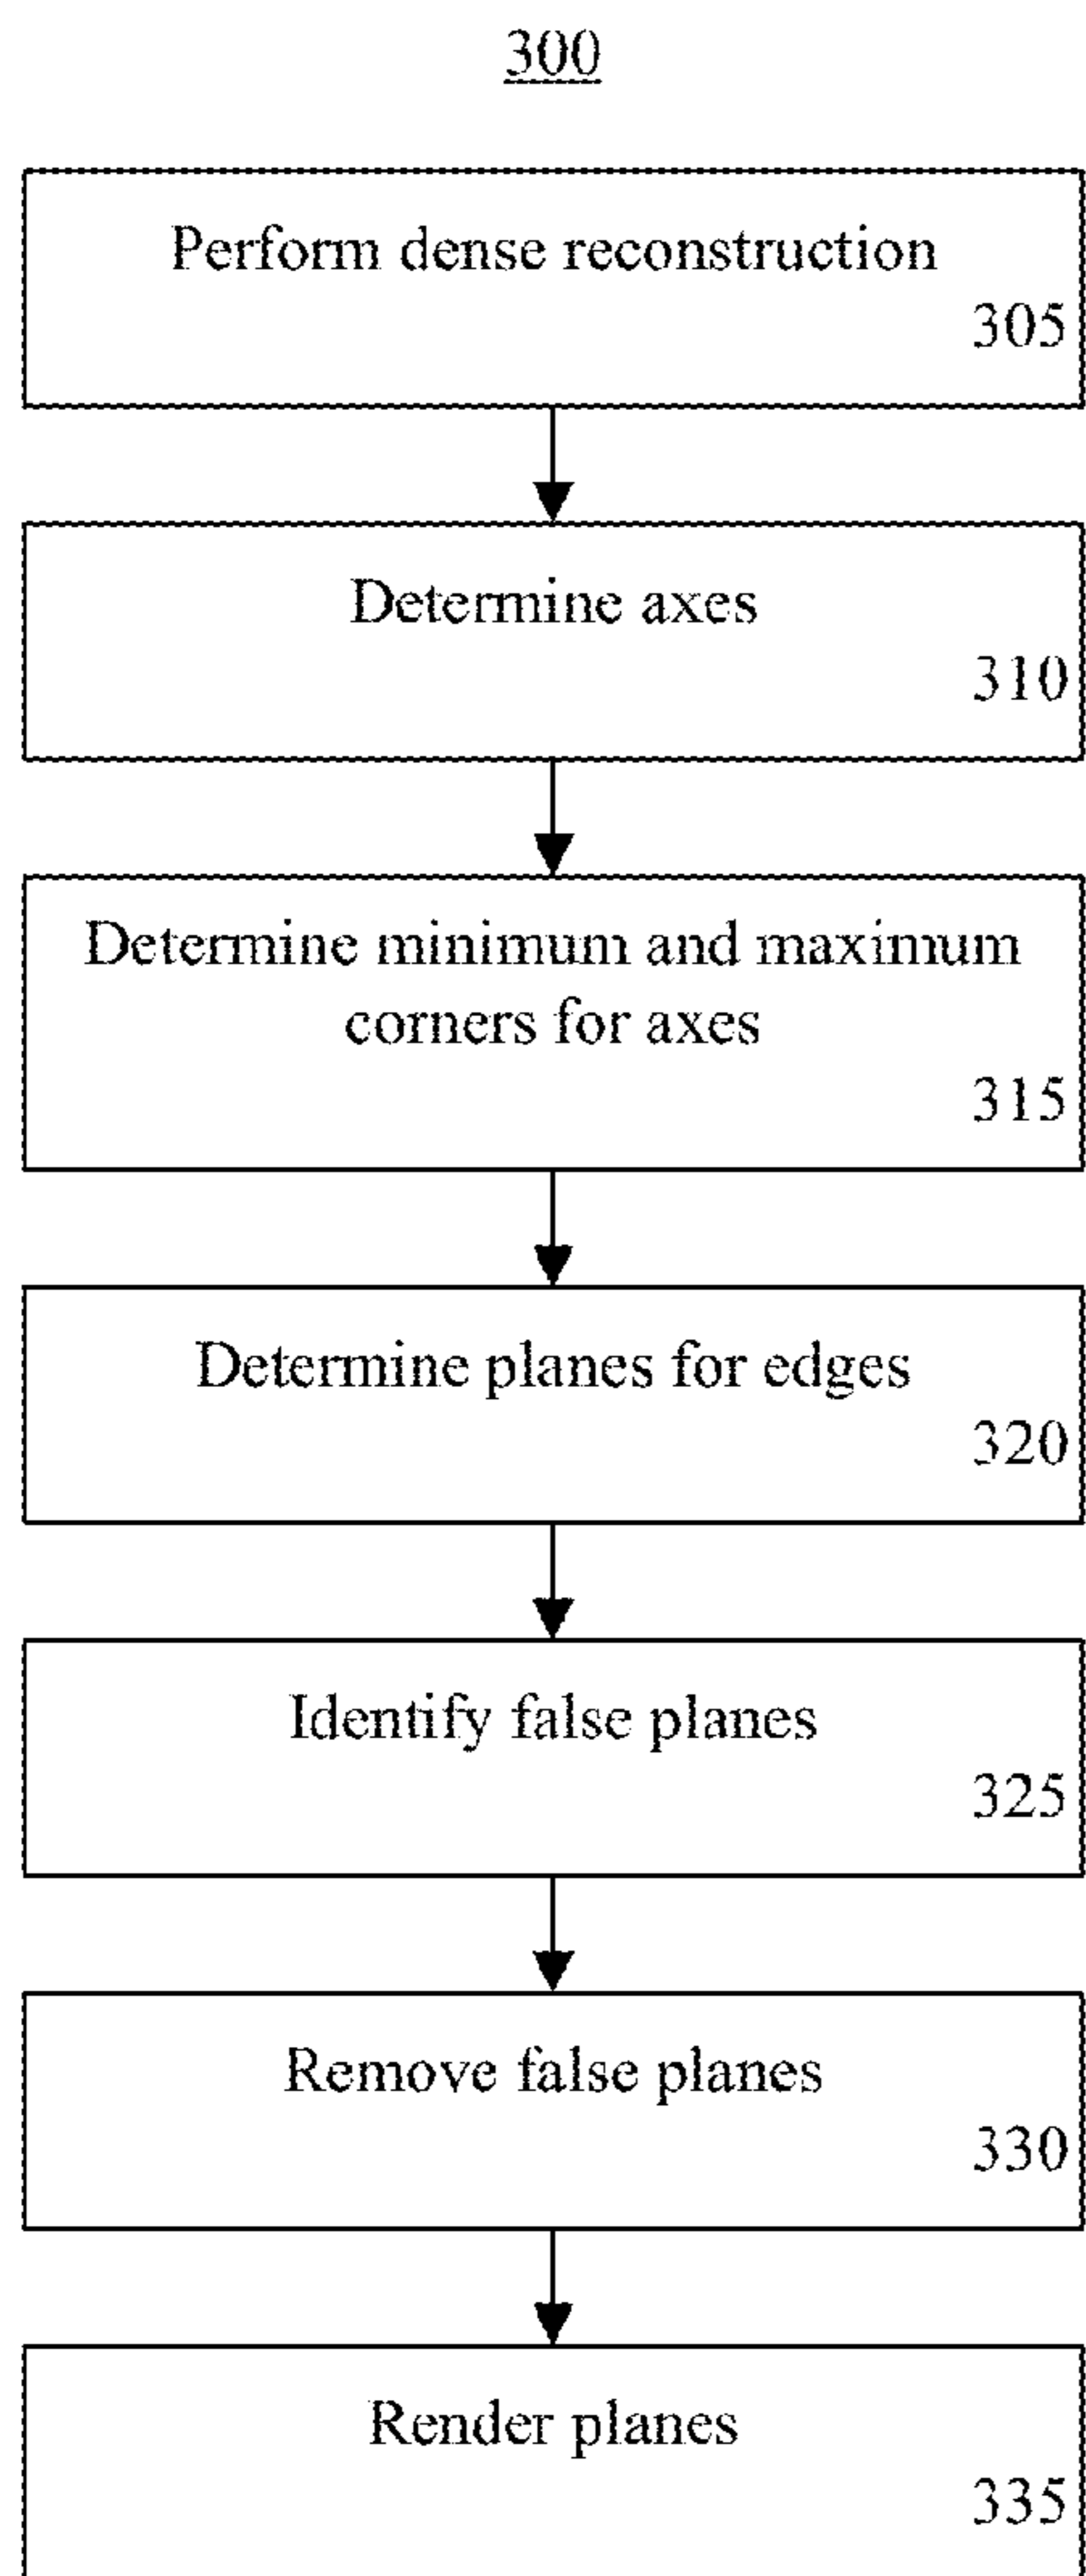 300
Perform dense reconstruction
305
Determine axes
310
Determine minimum and maximum
corners for axes
315
Determine planes for edges
320
Identify false planes
325
Remove false planes
330
Render planes
335